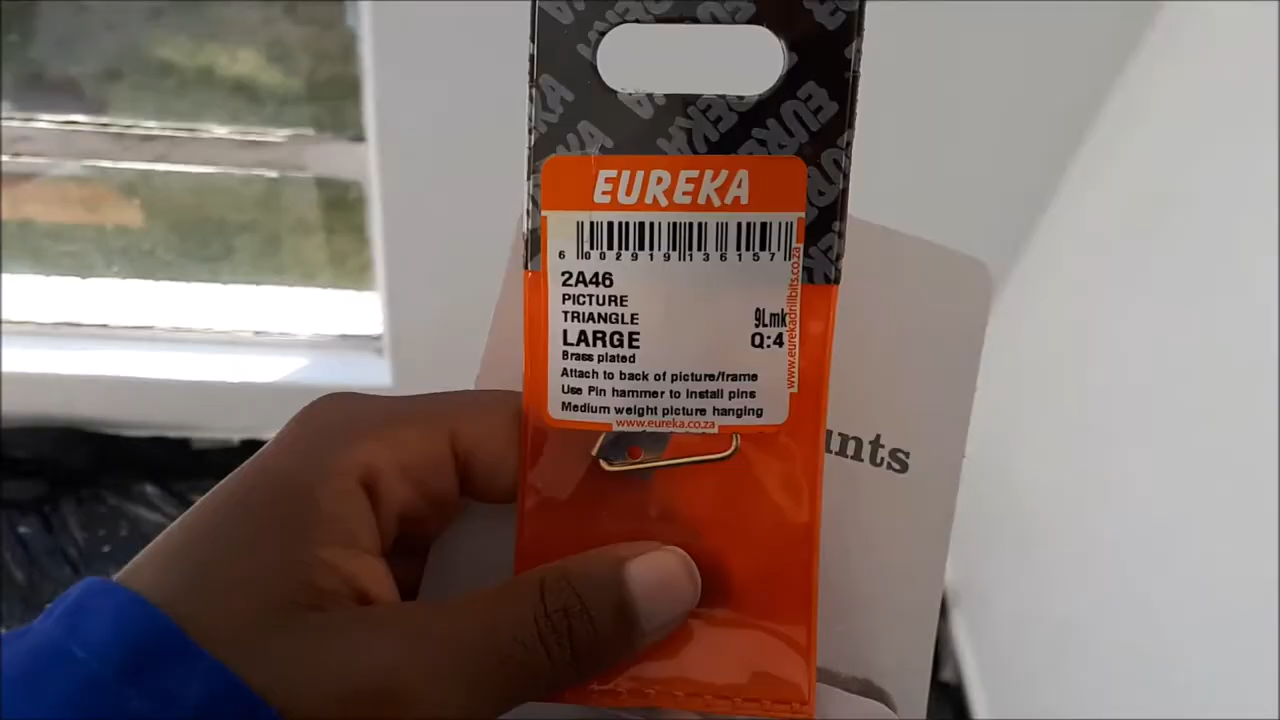 EUREKA
6 002919 136157
2A46
PICTURE
TRIANGLE 9Lmk
LARGE Q:4
Brass plated
Attach to back of picture/frame
Use Pin hammer to install pins
Medium weight picture hanging
www.eureka.co.za
www.eurekadrillbits.co.za
unts